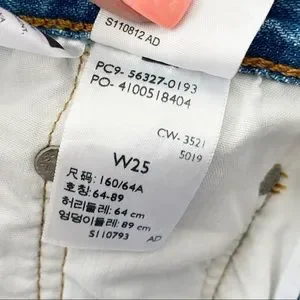 S110812 AD
PC9- 56327-0193
PO- 4100518404
CW- 3521
5019
W25
尺码: 160/64A
호칭: 64-89
허리둘레: 64 cm
엉덩이둘레: 89 cm
S110793 AD